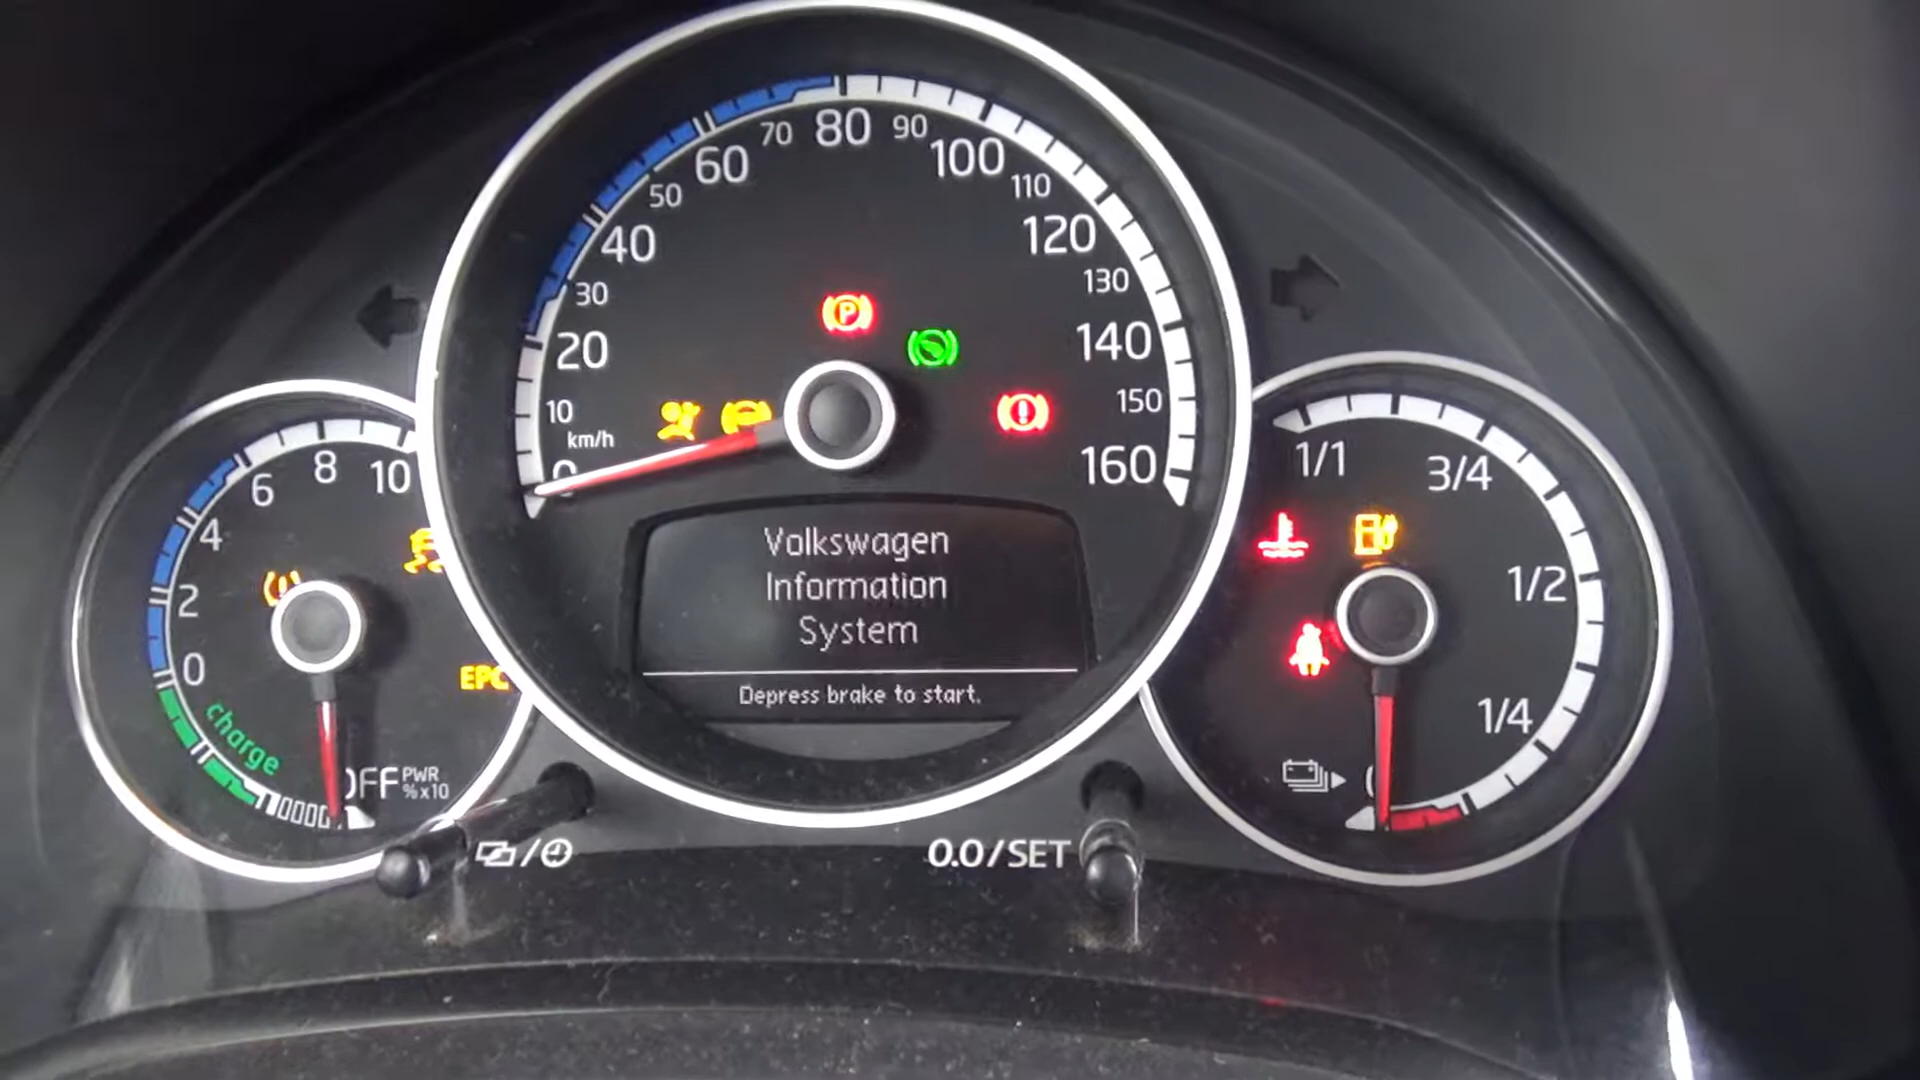 70 80 90
60 100
50 110
40 120
30 130
20 140
10 150
km/h
0 160
P
6 8 10
4
2
0
charge
PWR
%x10
EPC
Volkswagen
Information
System
Depress brake to start.
1/1 3/4
1/2
1/4
0.0/SET